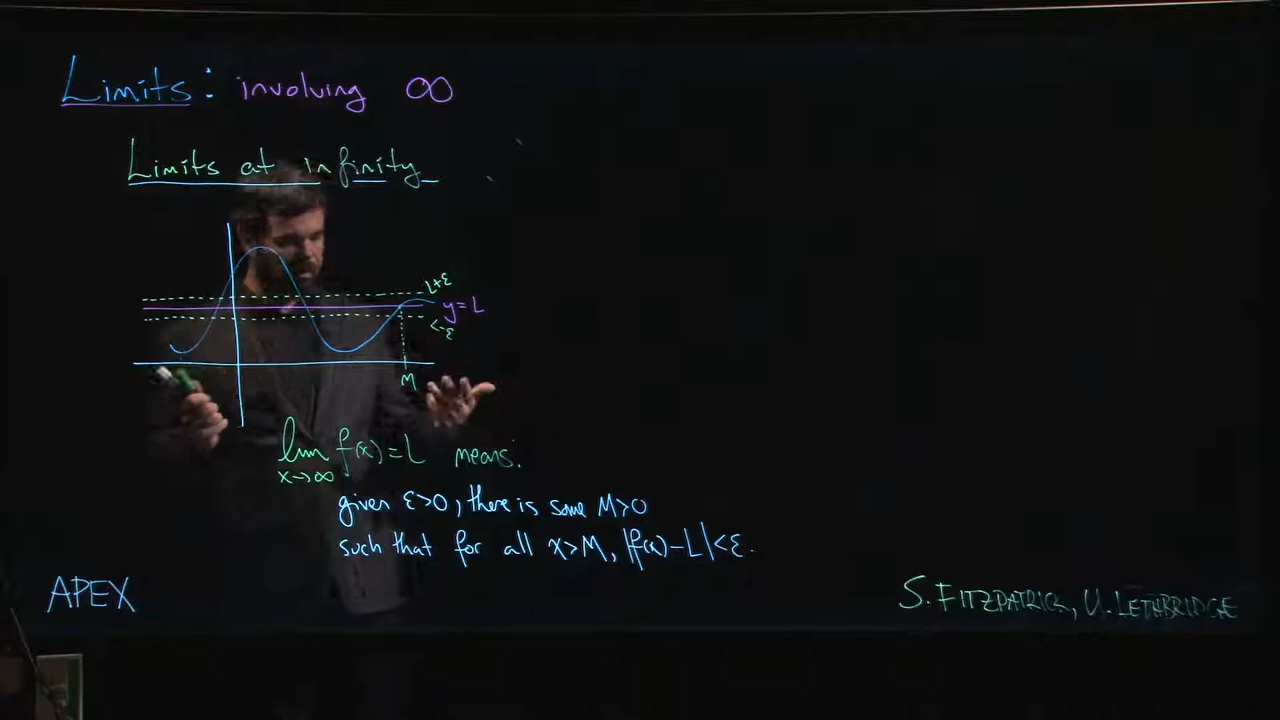 Limits: involving ∞
Limits at infinity
L+ε
y=L
L-ε
M
lim f(x)=L means:
x→∞
given ε>0, there is some M>0
such that for all x>M, |f(x)-L|<ε.
APEX
S. FITZPATRICK, U. LETHBRIDGE